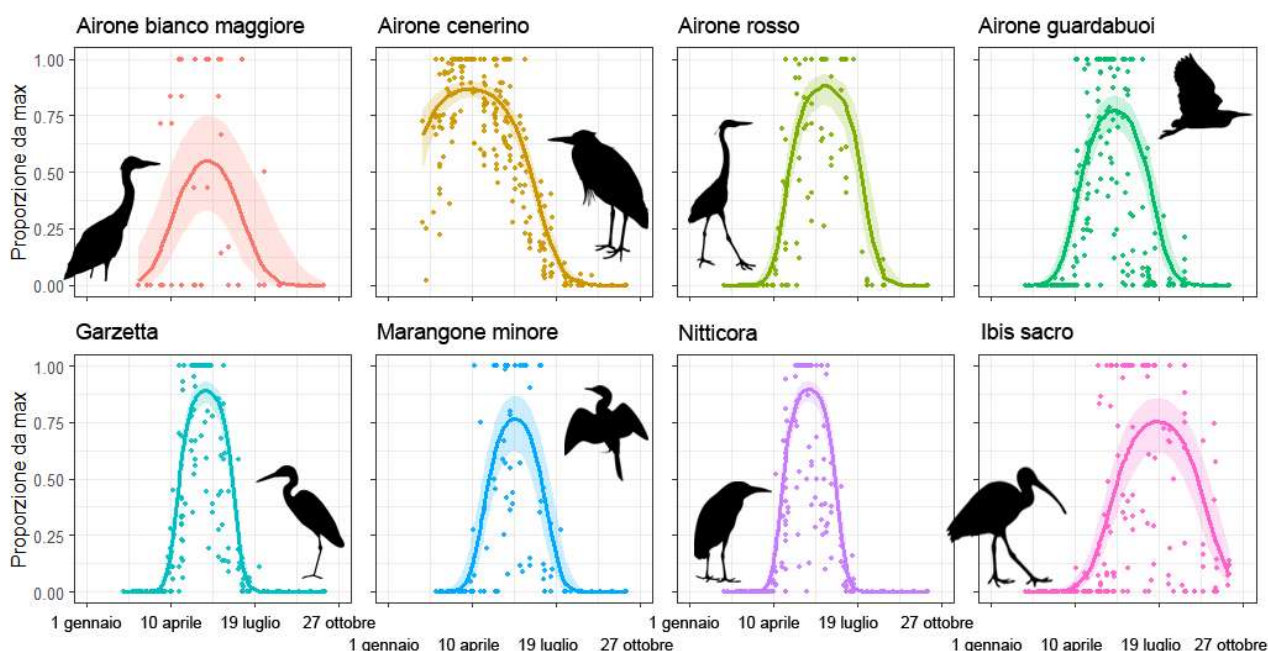 Airone bianco maggiore
Airone cenerino
Airone rosso
Airone guardabuoi
Proporzione da max
1.00
0.75
0.50
0.25
0.00
Garzetta
Marangone minore
Nitticora
Ibis sacro
Proporzione da max
1.00
0.75
0.50
0.25
0.00
1 gennaio 10 aprile 19 luglio 27 ottobre
1 gennaio 10 aprile 19 luglio 27 ottobre
1 gennaio 10 aprile 19 luglio 27 ottobre
1 gennaio 10 aprile 19 luglio 27 ottobre